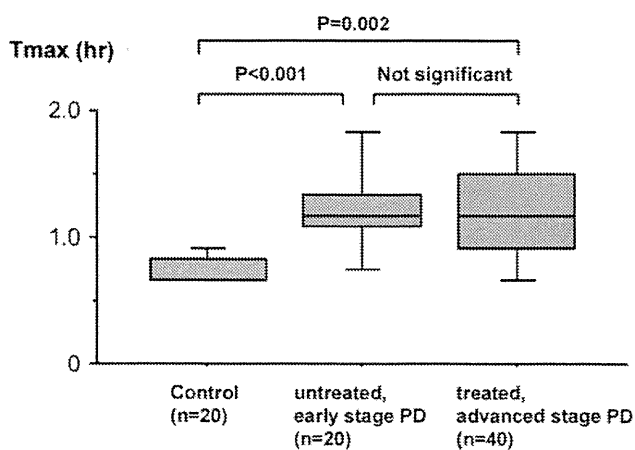 P=0.002
Tmax (hr)
P<0.001
Not significant
2.0
1.0
0
Control
(n=20)
untreated,
early stage PD
(n=20)
treated,
advanced stage PD
(n=40)